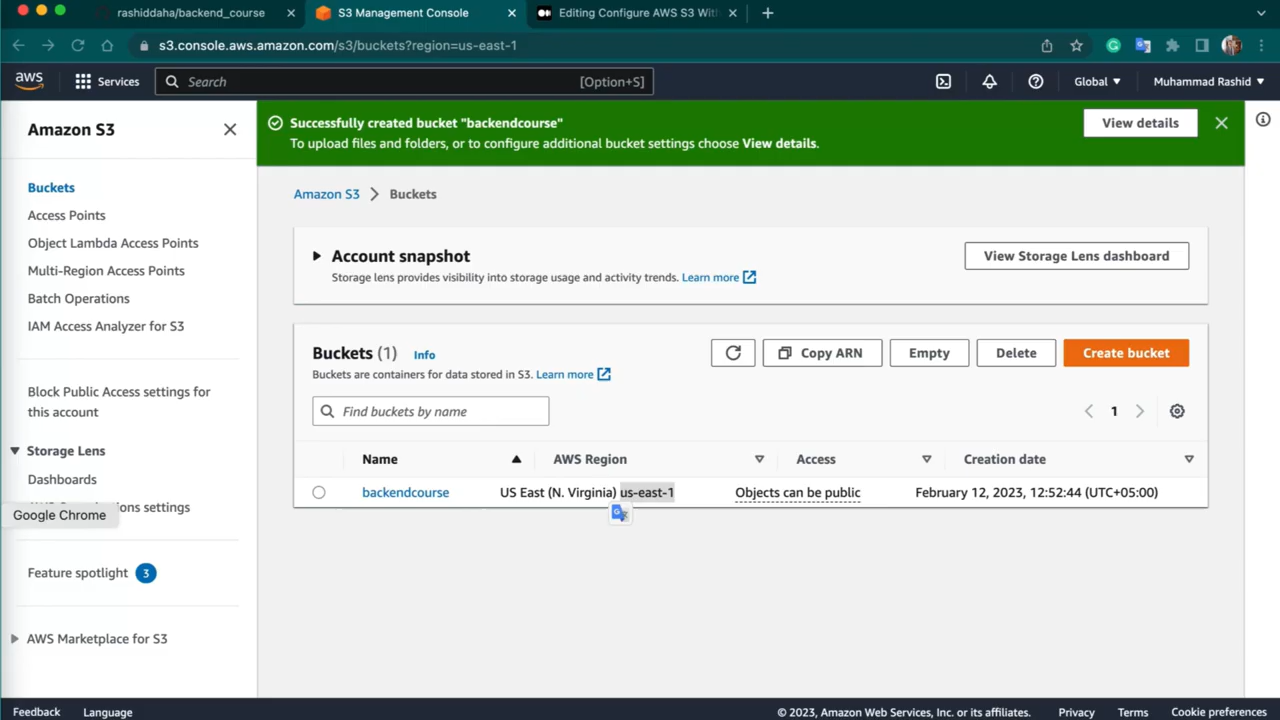 rashiddaha/backend_course
S3 Management Console
Editing Configure AWS S3 Wit
s3.console.aws.amazon.com/s3/buckets?region=us-east-1
aws
Services
Search
[Option+S]
Global
Muhammad Rashid
Amazon S3
Buckets
Access Points
Object Lambda Access Points
Multi-Region Access Points
Batch Operations
IAM Access Analyzer for S3
Block Public Access settings for
this account
Storage Lens
Dashboards
ons settings
Google Chrome
Feature spotlight 3
AWS Marketplace for S3
Successfully created bucket "backendcourse"
To upload files and folders, or to configure additional bucket settings choose View details.
View details
Amazon S3 Buckets
Account snapshot
Storage lens provides visibility into storage usage and activity trends. Learn more
View Storage Lens dashboard
Buckets (1) Info
Buckets are containers for data stored in S3. Learn more
Copy ARN
Empty
Delete
Create bucket
Find buckets by name
1
Name AWS Region Access Creation date
backendcourse US East (N. Virginia) us-east-1 Objects can be public February 12, 2023, 12:52:44 (UTC+05:00)
Feedback Language
© 2023, Amazon Web Services, Inc. or its affiliates. Privacy Terms Cookie preferences